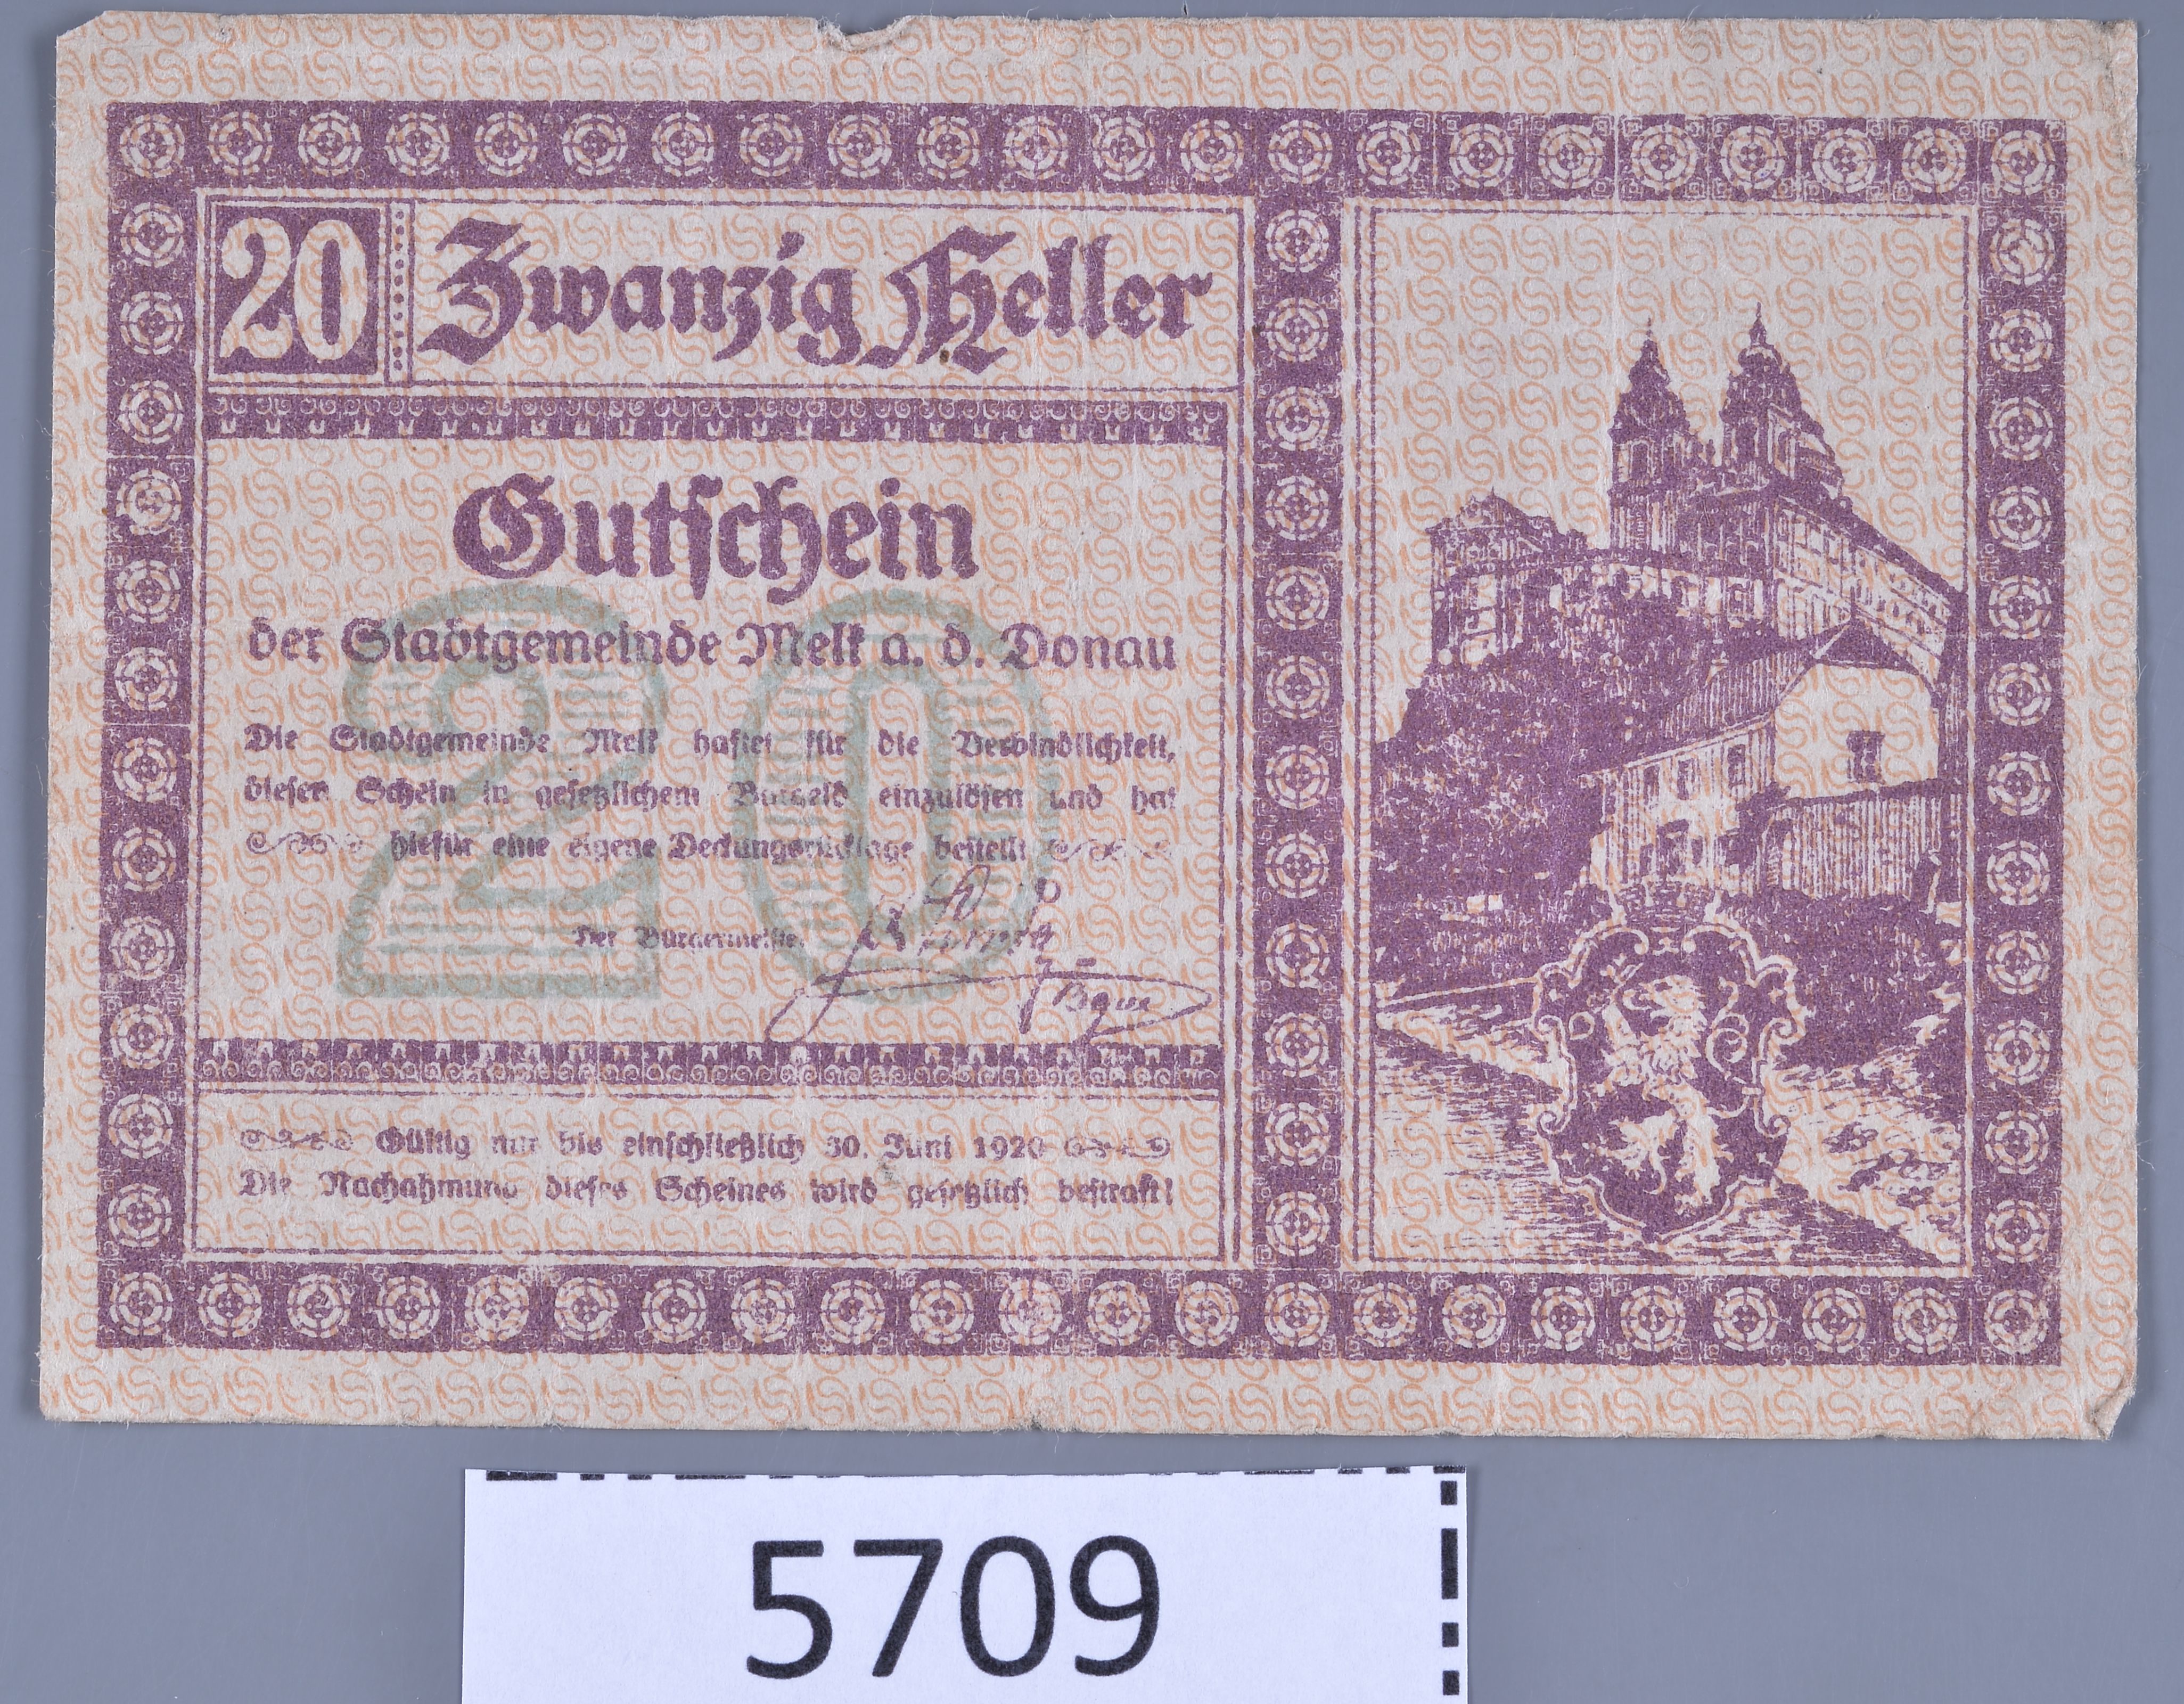 20 Zwanzig Heller
Gutschein
der Stadtgemeinde Melk a. d. Donau
20
Die Stadtgemeinde Melk haftet für die Verbindlichkeit,
diesen Schein in gesetzlichem Bargeld einzulösen und hat
hiefür eine eigene Deckungsrücklage bestellt
Der Bürgermeister
Gültig nur bis einschließlich 30. Juni 1920
Die Nachahmung dieses Scheines wird gesetzlich bestraft!
5709